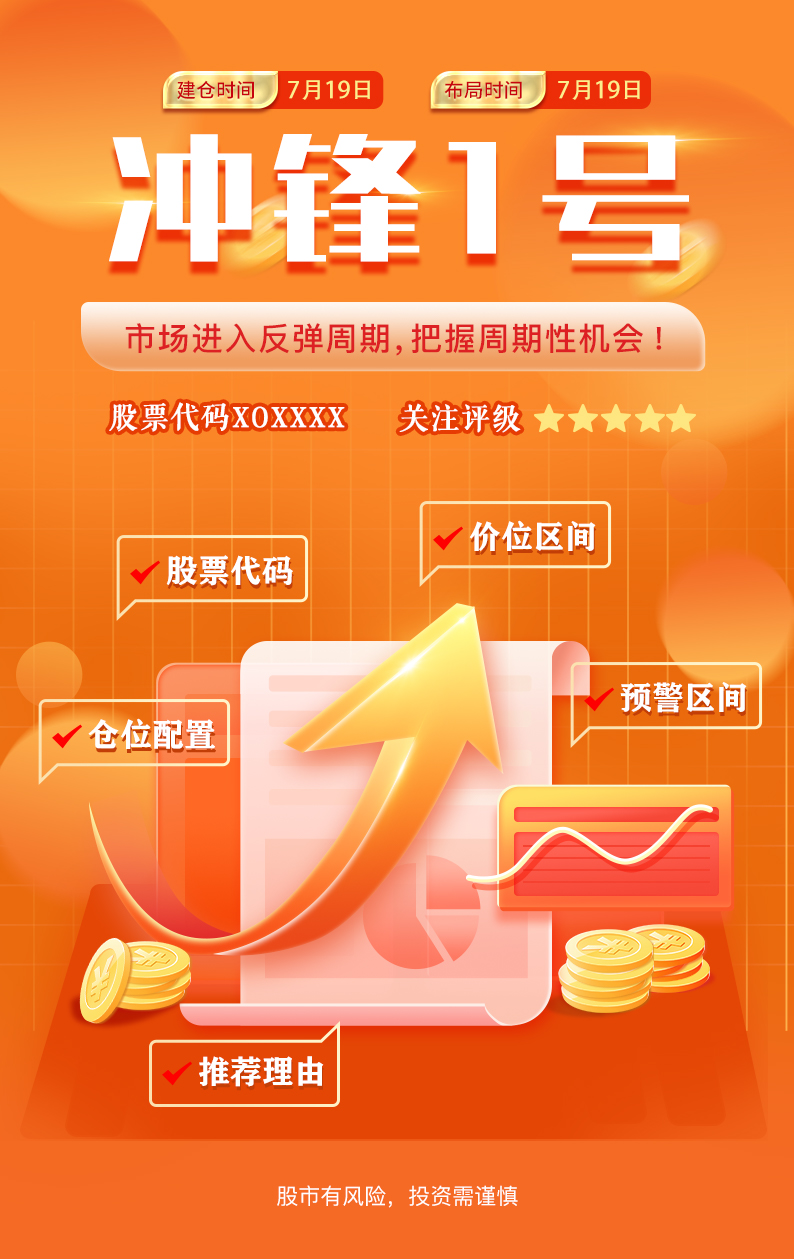 建仓时间 7月19日 布局时间 7月19日
冲锋1号
市场进入反弹周期,把握周期性机会!
股票代码XOXXXX 关注评级
价位区间
股票代码
预警区间
仓位配置
推荐理由
股市有风险，投资需谨慎